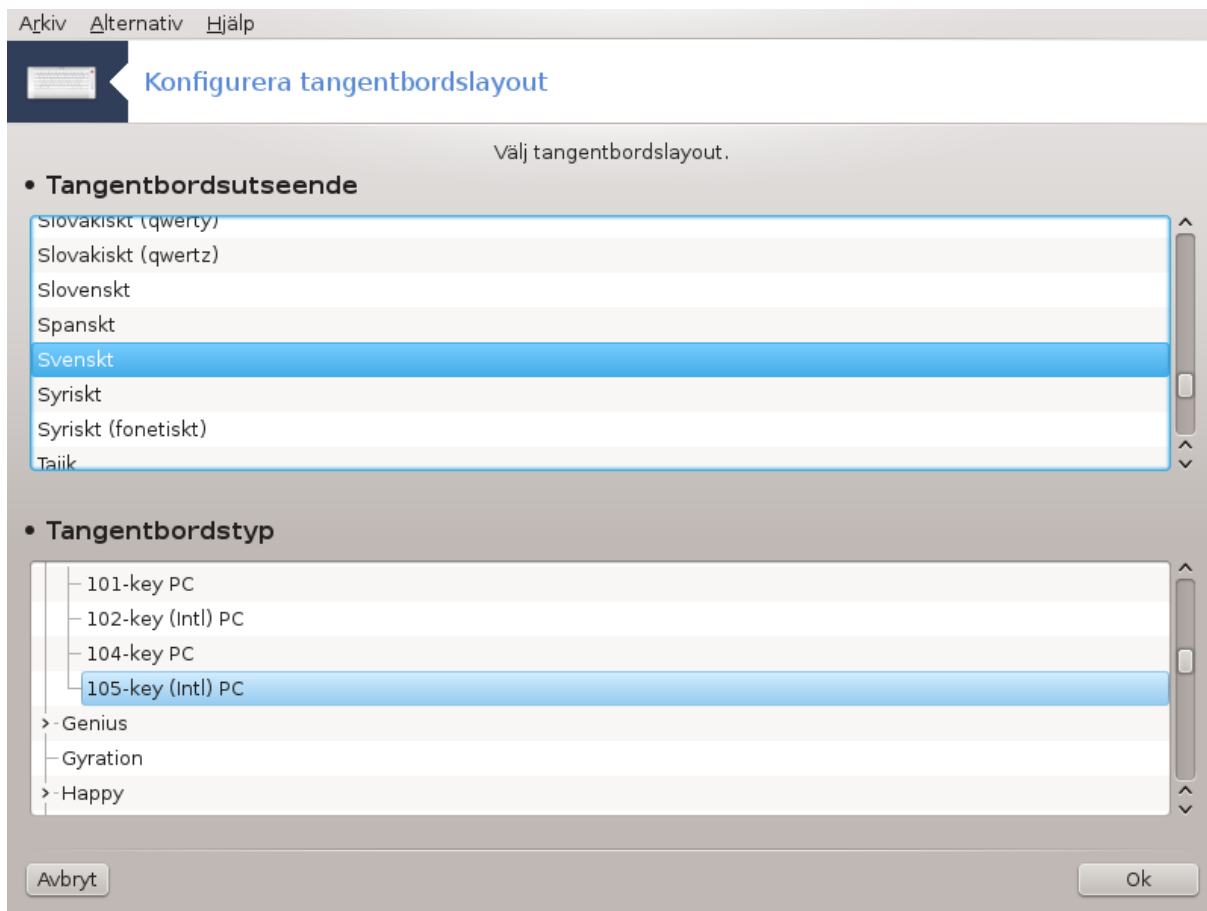 Arkiv Alternativ Hjälp
Konfigurera tangentbordslayout
Välj tangentbordslayout.
• Tangentbordsutseende
Slovakiskt (qwerty)
Slovakiskt (qwertz)
Slovenskt
Spanskt
Svenskt
Syriskt
Syriskt (fonetiskt)
Tajik
• Tangentbordstyp
101-key PC
102-key (Intl) PC
104-key PC
105-key (Intl) PC
Genius
Gyration
Happy
Avbryt Ok